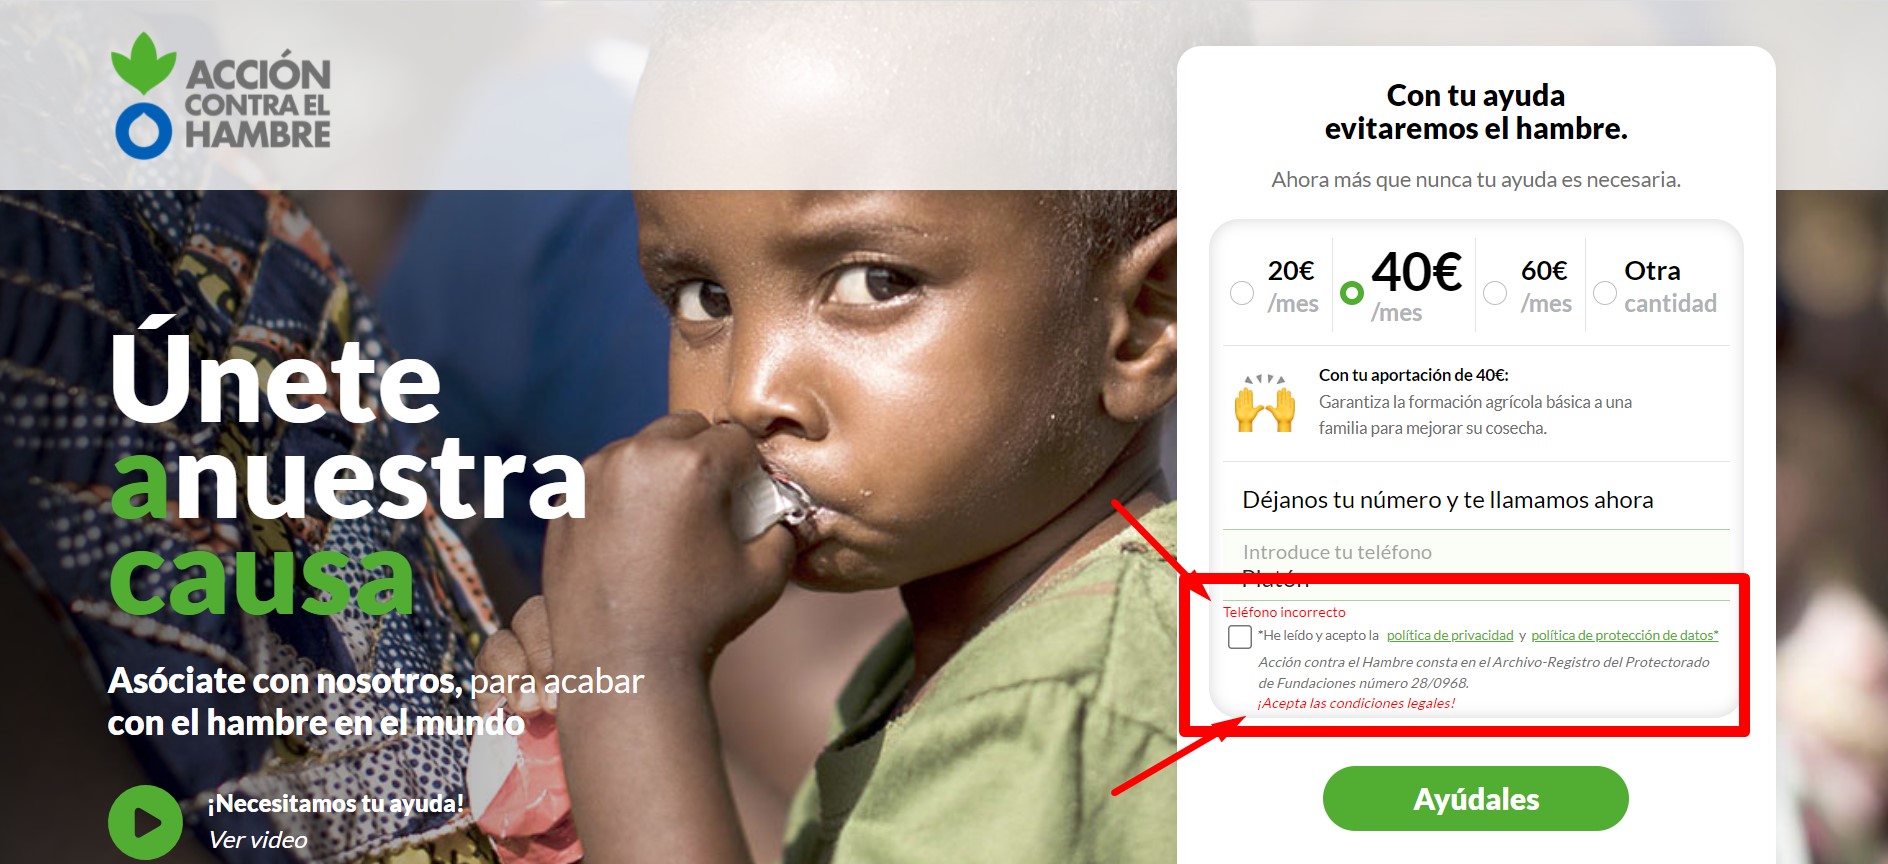 ACCIÓN
CONTRA EL
HAMBRE
Únete
a nuestra
causa
Asóciate con nosotros, para acabar
con el hambre en el mundo
¡Necesitamos tu ayuda!
Ver video
Con tu ayuda
evitaremos el hambre.
Ahora más que nunca tu ayuda es necesaria.
20€
/mes
40€
/mes
60€
/mes
Otra
cantidad
Con tu aportación de 40€:
Garantiza la formación agrícola básica a una
familia para mejorar su cosecha.
Déjanos tu número y te llamamos ahora
Introduce tu teléfono
Platón
Teléfono incorrecto
*He leído y acepto la política de privacidad y política de protección de datos*
Acción contra el Hambre consta en el Archivo-Registro del Protectorado
de Fundaciones número 28/0968.
¡Acepta las condiciones legales!
Ayúdales